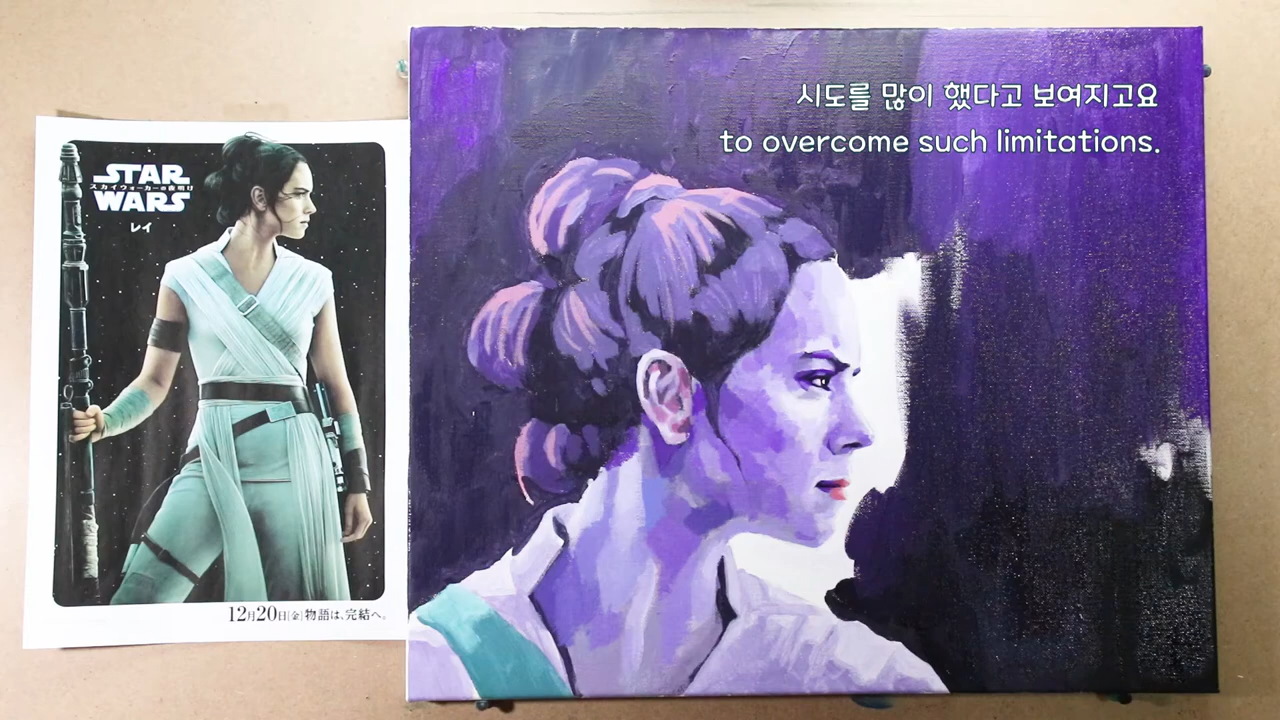 STAR
スカイウォーカーの夜明け
WARS
レイ
12月20日[金]物語は、完結へ。
시도를 많이 했다고 보여지고요
to overcome such limitations.